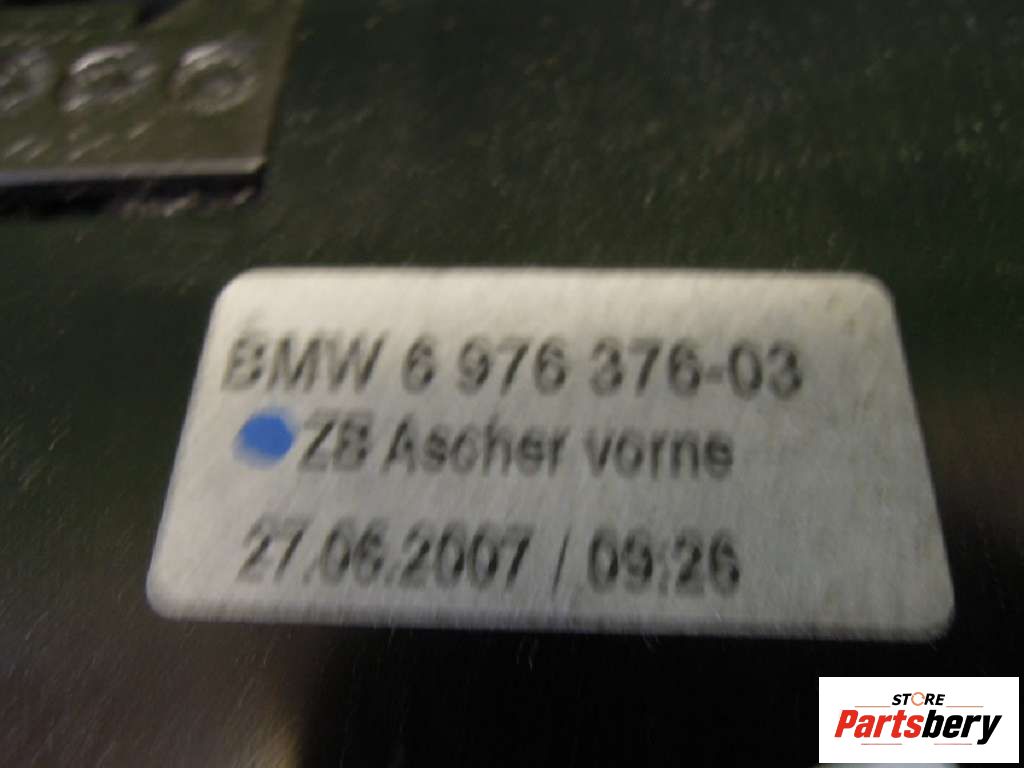 BMW 6 976 376-03
ZB Ascher vorne
27.06.2007 / 09:26
STORE
Partsbery